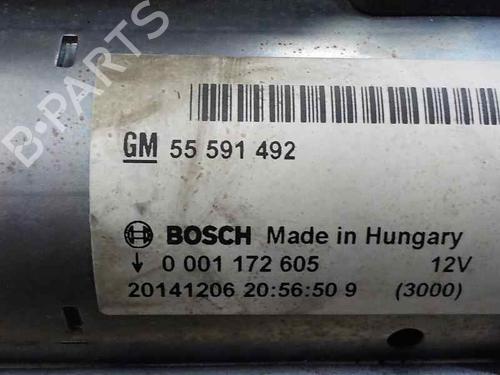 B-PARTS
GM 55 591 492
BOSCH Made in Hungary
0 001 172 605 12V
20141206 20:56:50 9 (3000)